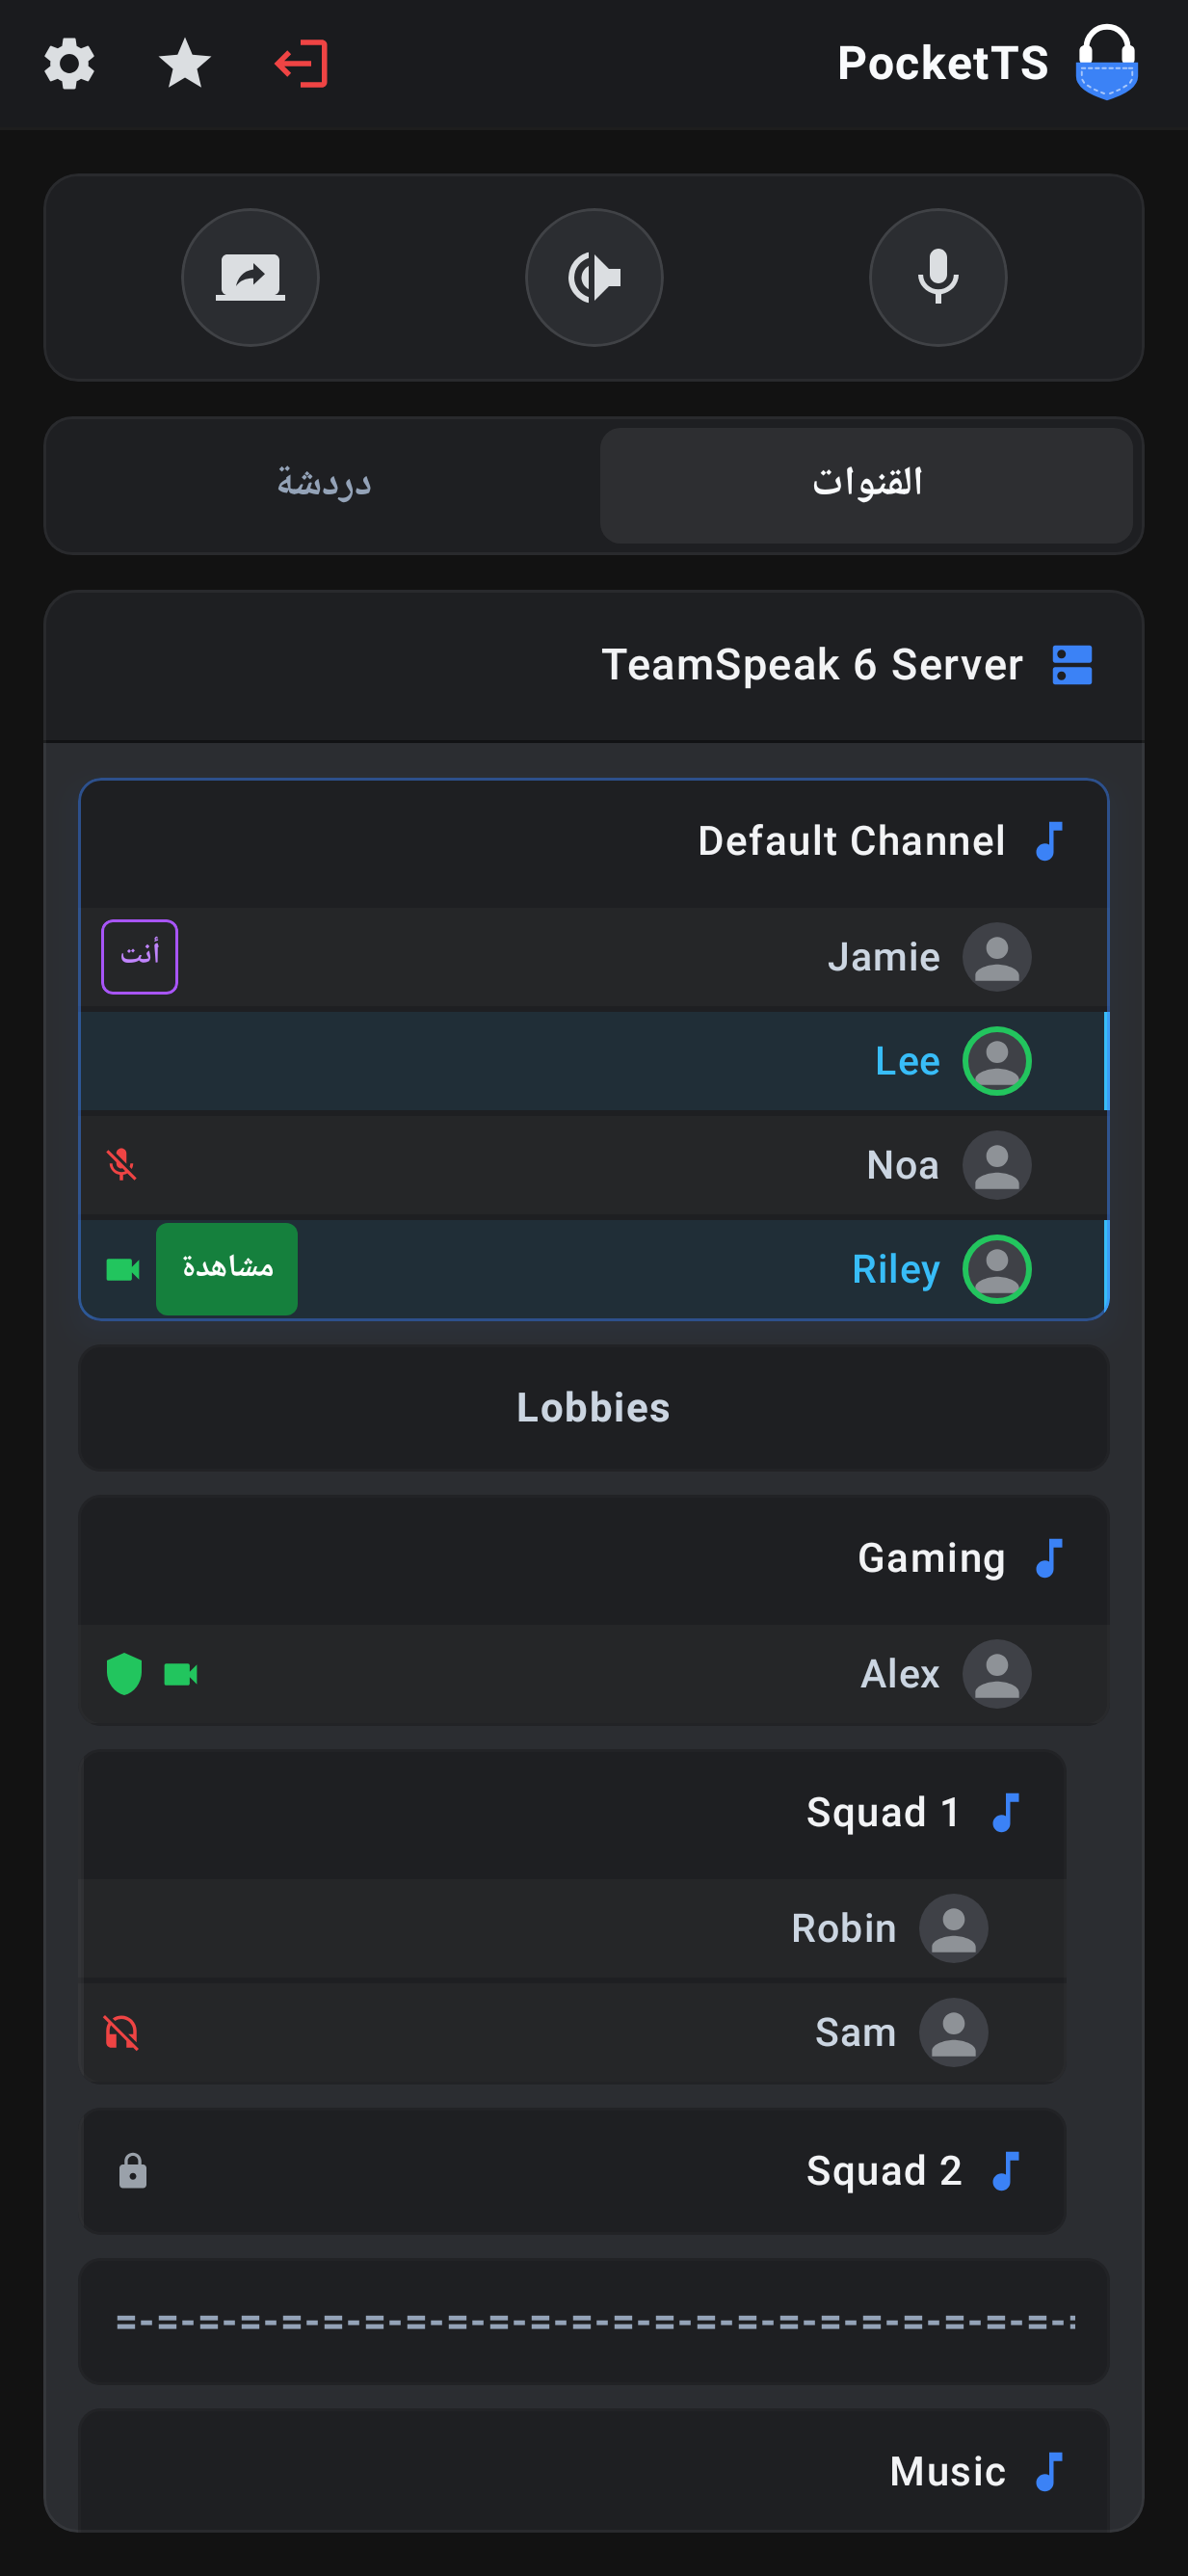 PocketTS
القنوات
دردشة
TeamSpeak 6 Server
Default Channel
Jamie
أنت
Lee
Noa
Riley
مشاهدة
Lobbies
Gaming
Alex
Squad 1
Robin
Sam
Squad 2
=-=-=-=-=-=-=-=-=-=-=-=-=-=-=-=-=-=-=-=-=-=-=-:
Music